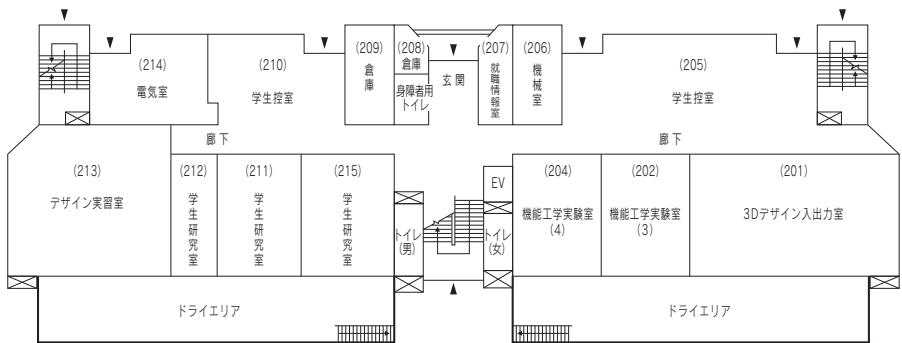 (214)
電気室
(210)
学生控室
(209)
倉庫
(208)
倉庫
身障者用
トイレ
玄関
(207)
就職情報室
(206)
機械室
(205)
学生控室
廊下
廊下
(213)
デザイン実習室
(212)
学生研究室
(211)
学生研究室
(215)
学生研究室
トイレ
(男)
EV
トイレ
(女)
(204)
機能工学実験室
(4)
(202)
機能工学実験室
(3)
(201)
3Dデザイン入出力室
ドライエリア
ドライエリア